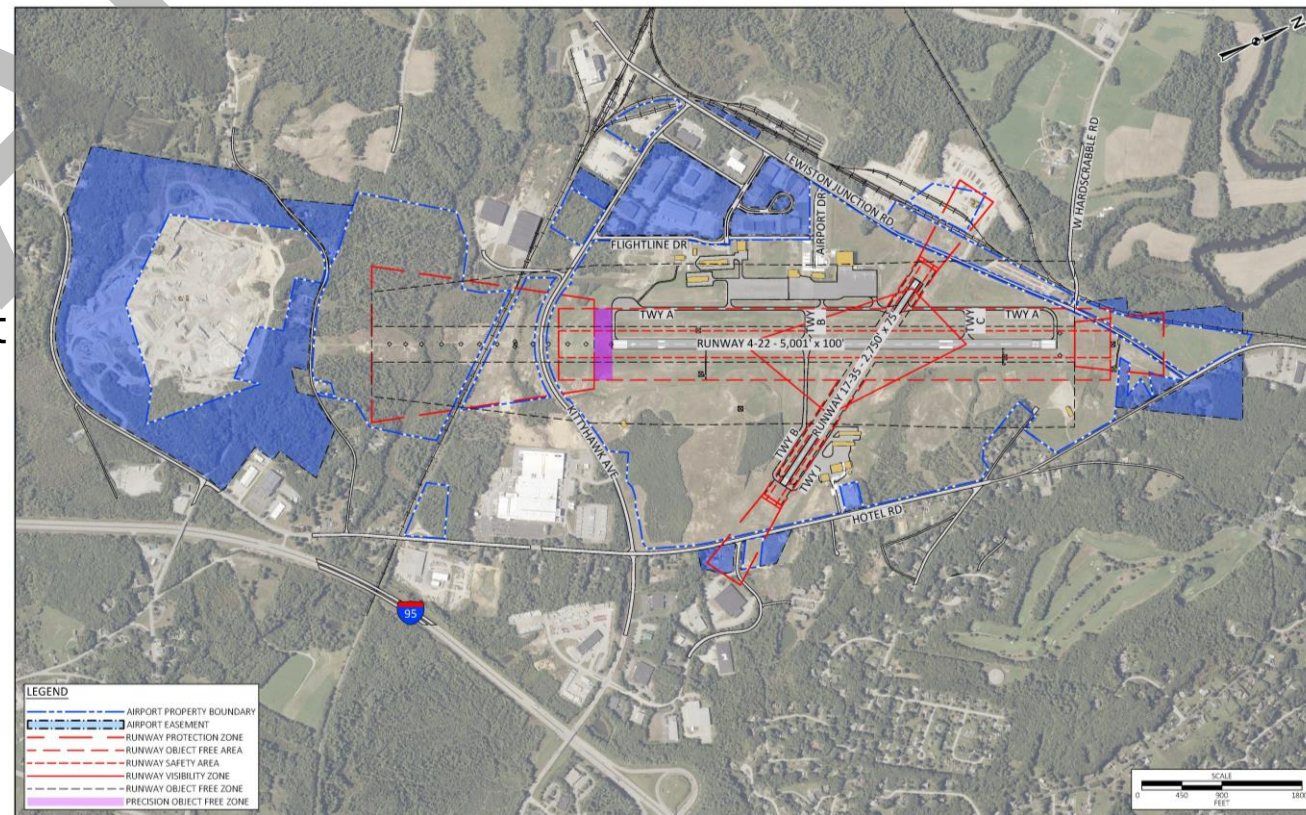 N
W HARDSCRABBLE RD
LEWISTON JUNCTION RD
AIRPORT DR
FLIGHTLINE DR
TWY A
TWY B
TWY C
TWY A
RUNWAY 4-22 - 5,001' x 100'
RUNWAY 17-35 - 2,750' x 75'
KITTYHAWK AVE
TWY B
TWY J
HOTEL RD
95
t
LEGEND
AIRPORT PROPERTY BOUNDARY
AIRPORT EASEMENT
RUNWAY PROTECTION ZONE
RUNWAY OBJECT FREE AREA
RUNWAY SAFETY AREA
RUNWAY VISIBILITY ZONE
RUNWAY OBJECT FREE ZONE
PRECISION OBJECT FREE ZONE
SCALE
0 450 900 1800
FEET